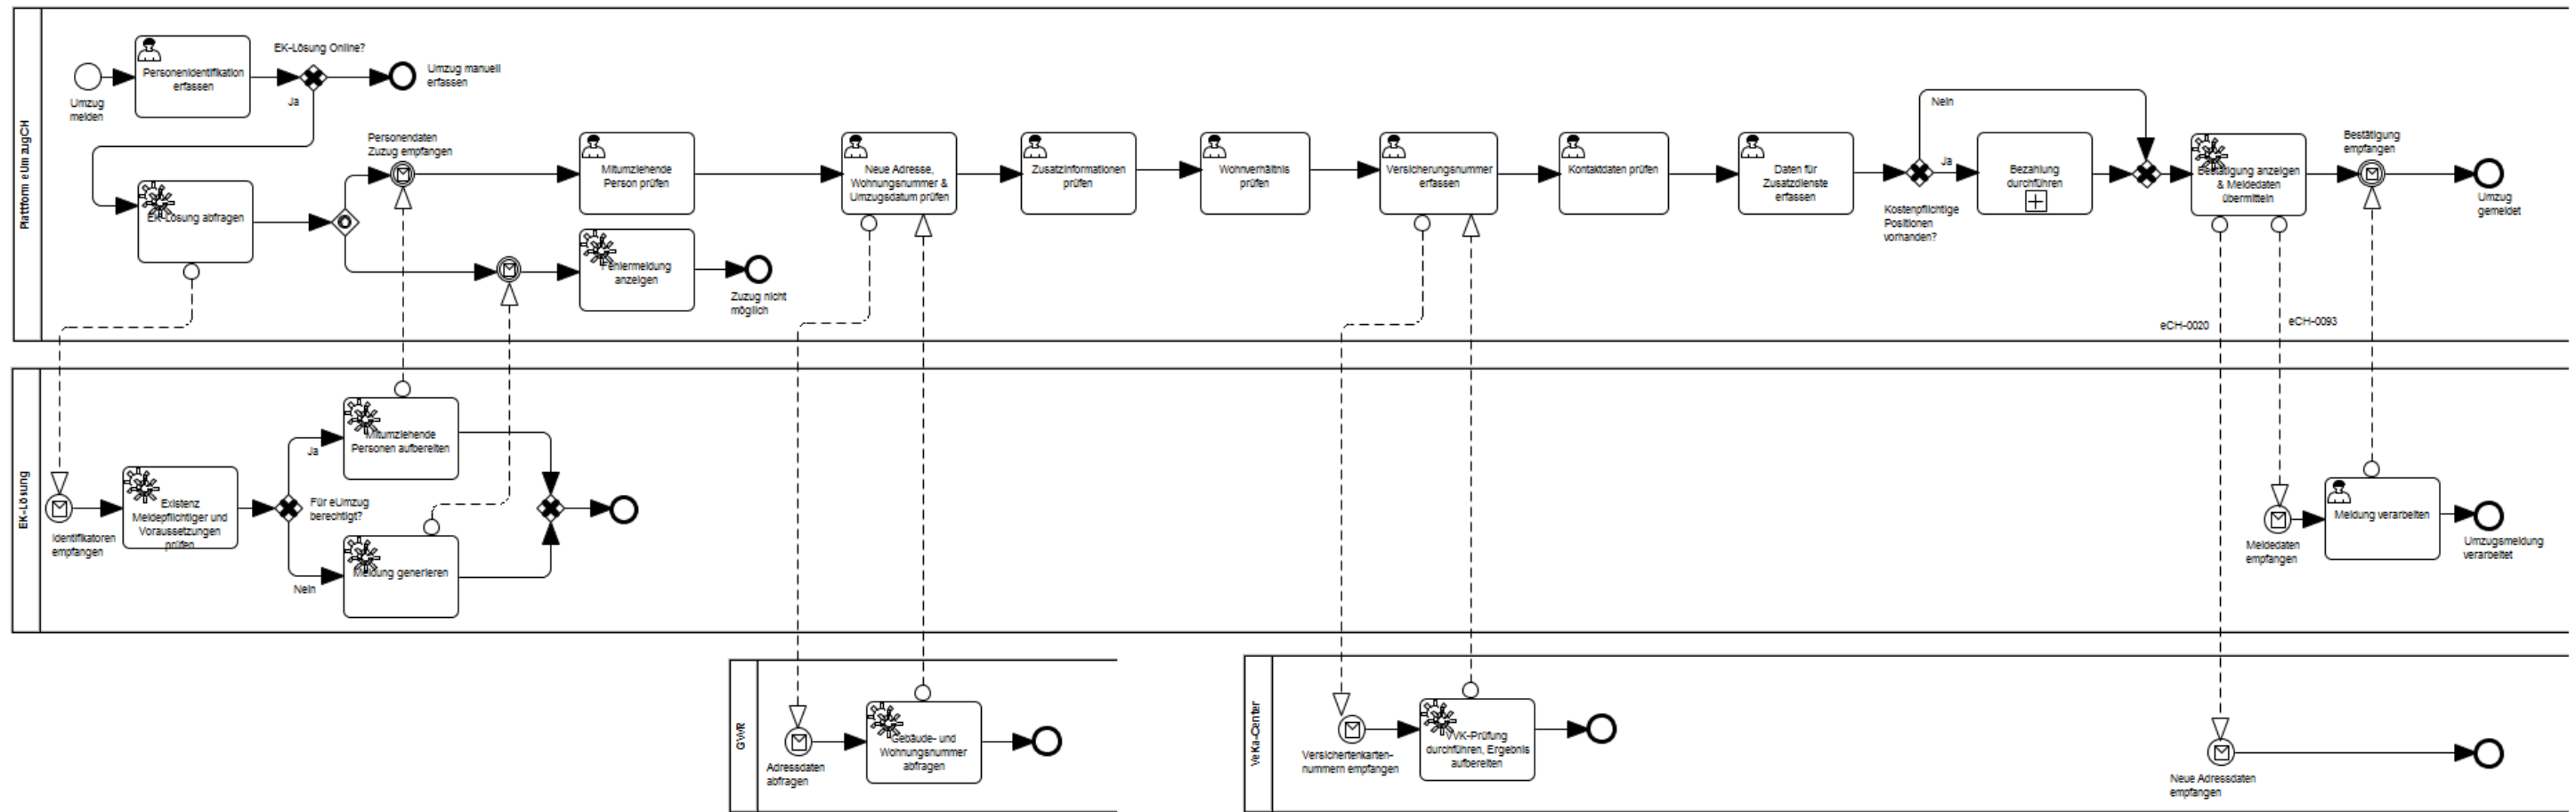 Plattform eUmzugCH
Umzug
melden
Personenidentifikation
erfassen
EK-Lösung Online?
Ja
Umzug manuell
erfassen
EK-Lösung abfragen
Personendaten
Zuzug empfangen
Mitumziehende
Person prüfen
Fehlermeldung
anzeigen
Zuzug nicht
möglich
Neue Adresse,
Wohnungsnummer &
Umzugsdatum prüfen
Zusatzinformationen
prüfen
Wohnverhältnis
prüfen
Versicherungsnummer
erfassen
Kontaktdaten prüfen
Daten für
Zusatzdienste
erfassen
Kostenpflichtige
Positionen
vorhanden?
Nein
Ja
Bezahlung
durchführen
Bestätigung anzeigen
& Meldedaten
übermitteln
Bestätigung
empfangen
Umzug
gemeldet
eCH-0020
eCH-0093
EK-Lösung
Identifikatoren
empfangen
Existenz
Meldepflichtiger und
Voraussetzungen
prüfen
Für eUmzug
berechtigt?
Ja
Nein
Mitumziehende
Personen aufbereiten
Meldung generieren
Meldedaten
empfangen
Meldung verarbeiten
Umzugsmeldung
verarbeitet
GWR
Adressdaten
abfragen
Gebäude- und
Wohnungsnummer
abfragen
VeKa-Center
Versichertenkarten-
nummern empfangen
VVK-Prüfung
durchführen, Ergebnis
aufbereiten
Neue Adressdaten
empfangen